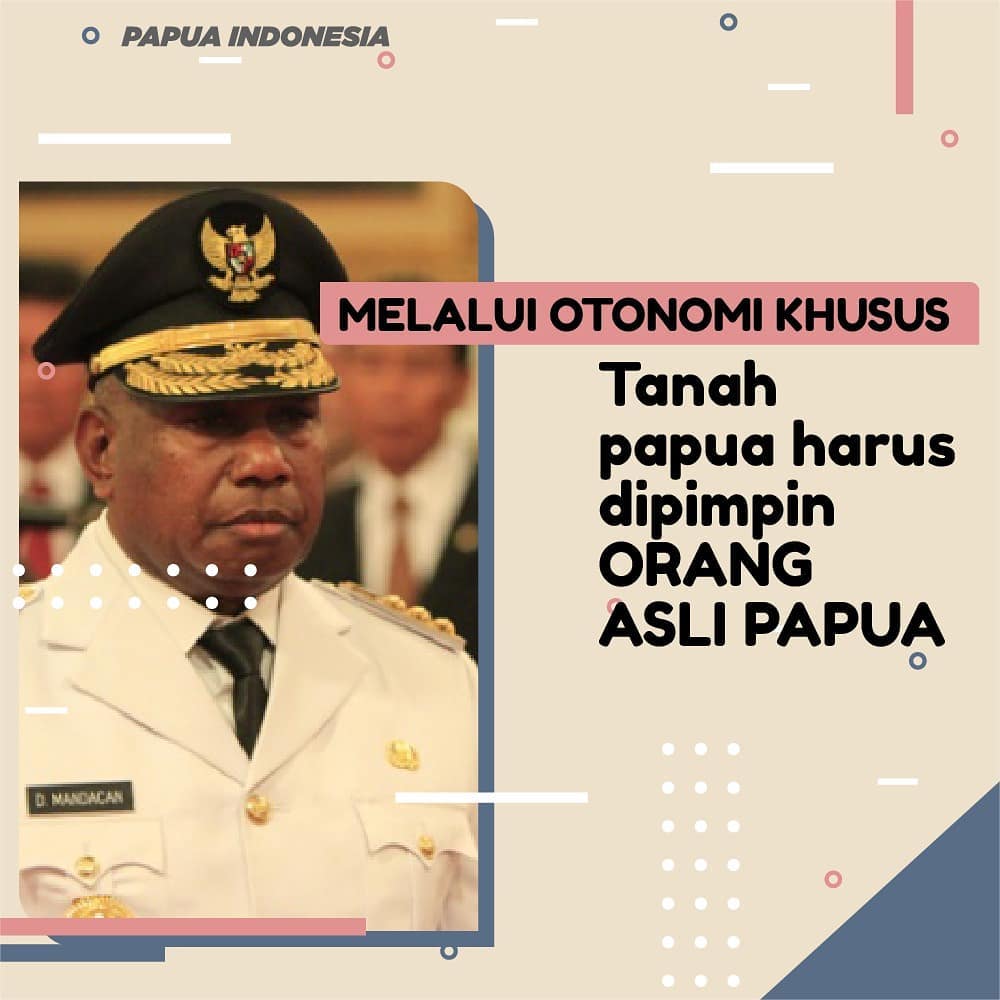 PAPUA INDONESIA
MELALUI OTONOMI KHUSUS
Tanah
papua harus
dipimpin
ORANG
ASLI PAPUA
D. MANDACAN